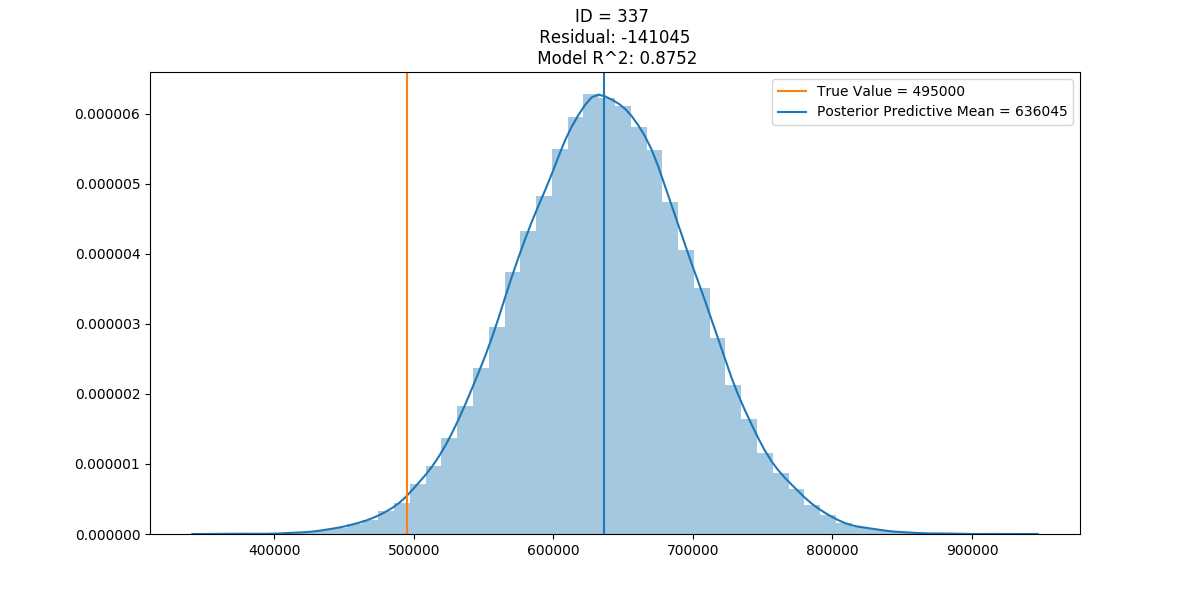 ID = 337
Residual: -141045
Model R^2: 0.8752
True Value = 495000
Posterior Predictive Mean = 636045
0.000006
0.000005
0.000004
0.000003
0.000002
0.000001
0.000000
400000 500000 600000 700000 800000 900000